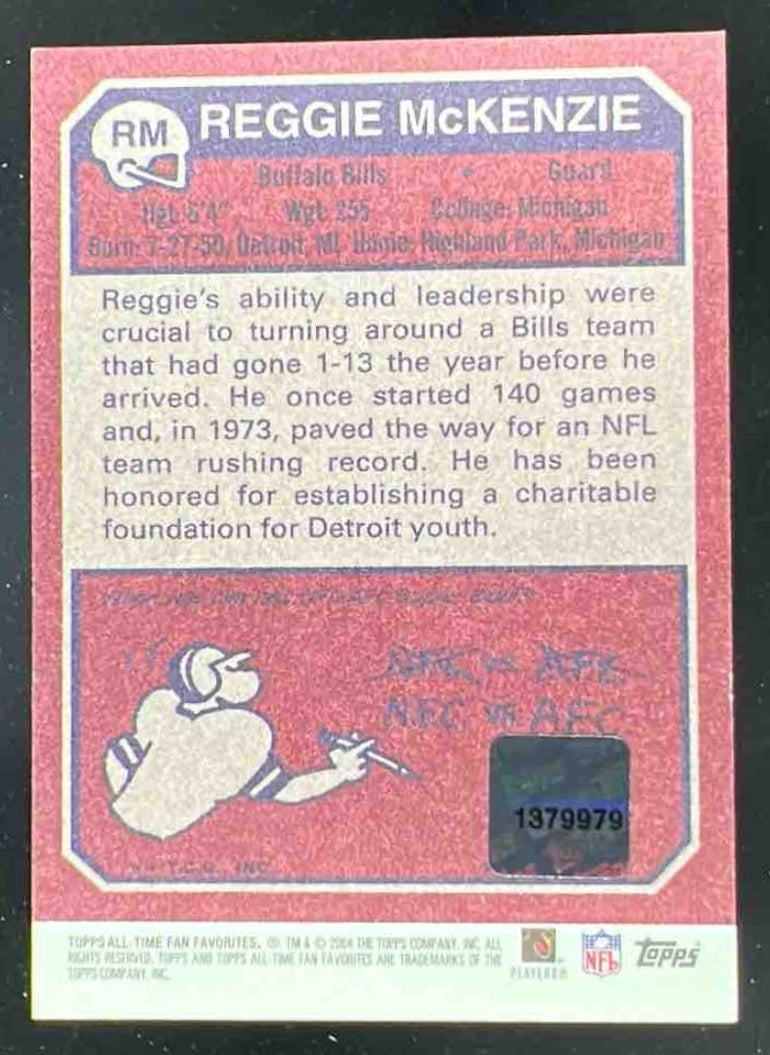 RM REGGIE McKENZIE
Buffalo Bills • Guard
Hgt. 6'4" Wgt. 255 College: Michigan
Born: 7-27-50, Detroit, MI Home: Highland Park, Michigan
Reggie's ability and leadership were
crucial to turning around a Bills team
that had gone 1-13 the year before he
arrived. He once started 140 games
and, in 1973, paved the way for an NFL
team rushing record. He has been
honored for establishing a charitable
foundation for Detroit youth.
NFC vs AFC
NFC vs AFC
1379979
T.C.G. INC.
TOPPS ALL-TIME FAN FAVORITES. ® TM & © 2004 THE TOPPS COMPANY, INC. ALL
RIGHTS RESERVED. TOPPS AND TOPPS ALL-TIME FAN FAVORITES ARE TRADEMARKS OF THE
TOPPS COMPANY, INC.
PLAYERS
NFL
Topps